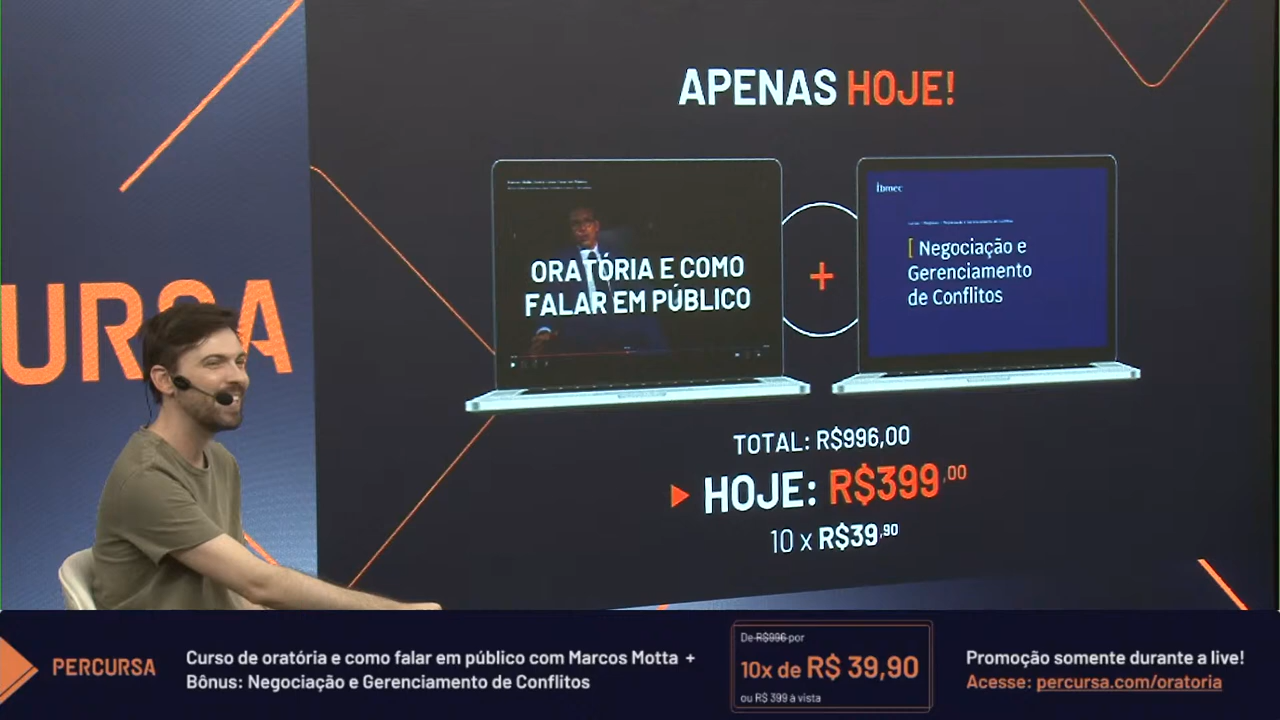 APENAS HOJE!
URSA
ORATÓRIA E COMO
FALAR EM PÚBLICO
+
Ibmec
[ Negociação e
Gerenciamento
de Conflitos
TOTAL: R$996,00
HOJE: R$399,00
10 x R$39,90
PERCURSA
Curso de oratória e como falar em público com Marcos Motta +
Bônus: Negociação e Gerenciamento de Conflitos
De R$996 por
10x de R$ 39,90
ou R$ 399 à vista
Promoção somente durante a live!
Acesse: percursa.com/oratoria